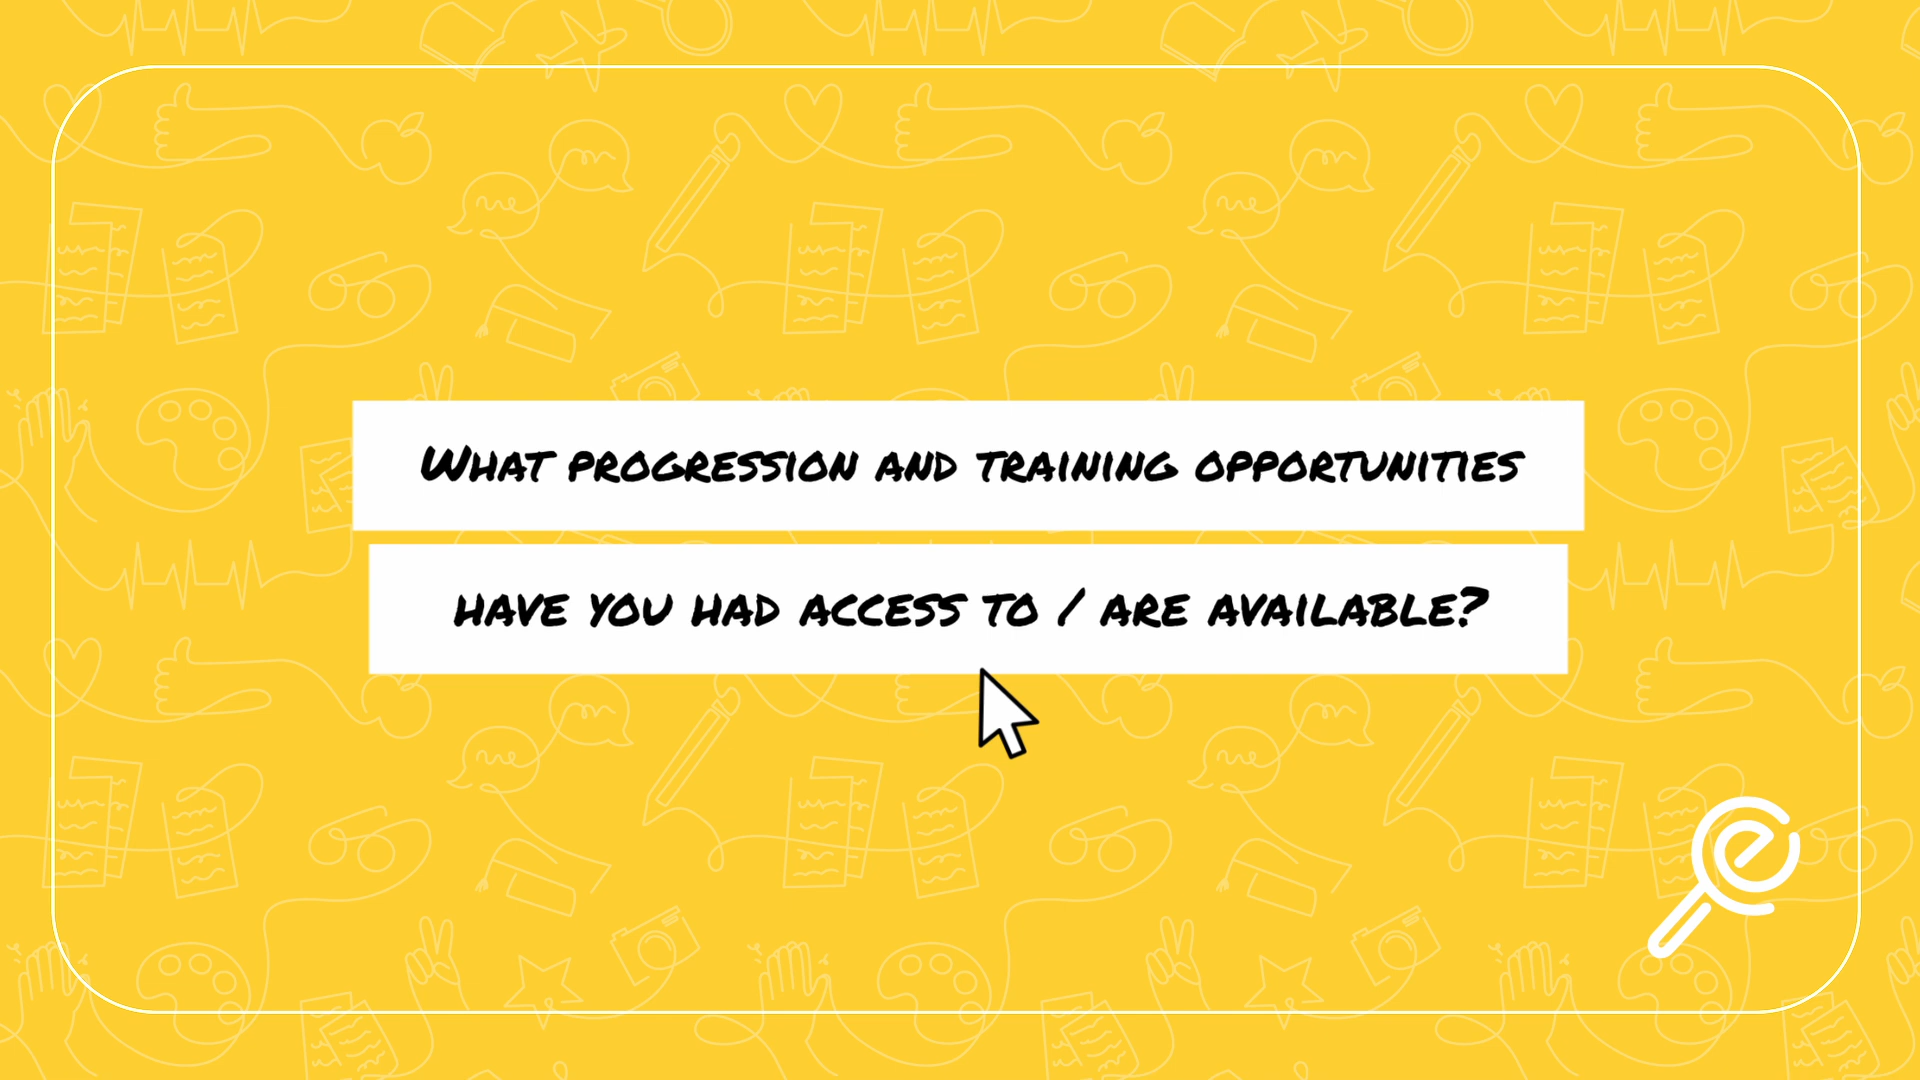 What progression and training opportunities
have you had access to / are available?